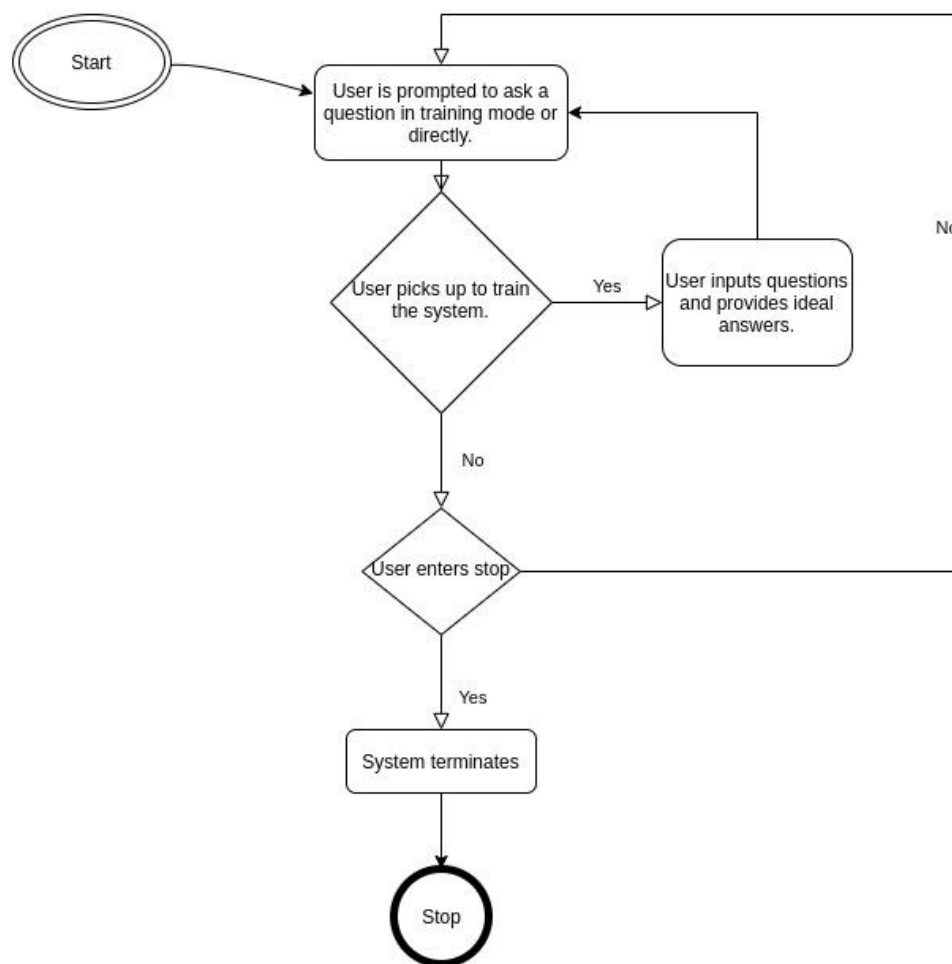 Start
User is prompted to ask a
question in training mode or
directly.
User picks up to train
the system.
Yes
User inputs questions
and provides ideal
answers.
No
No
User enters stop
Yes
System terminates
Stop